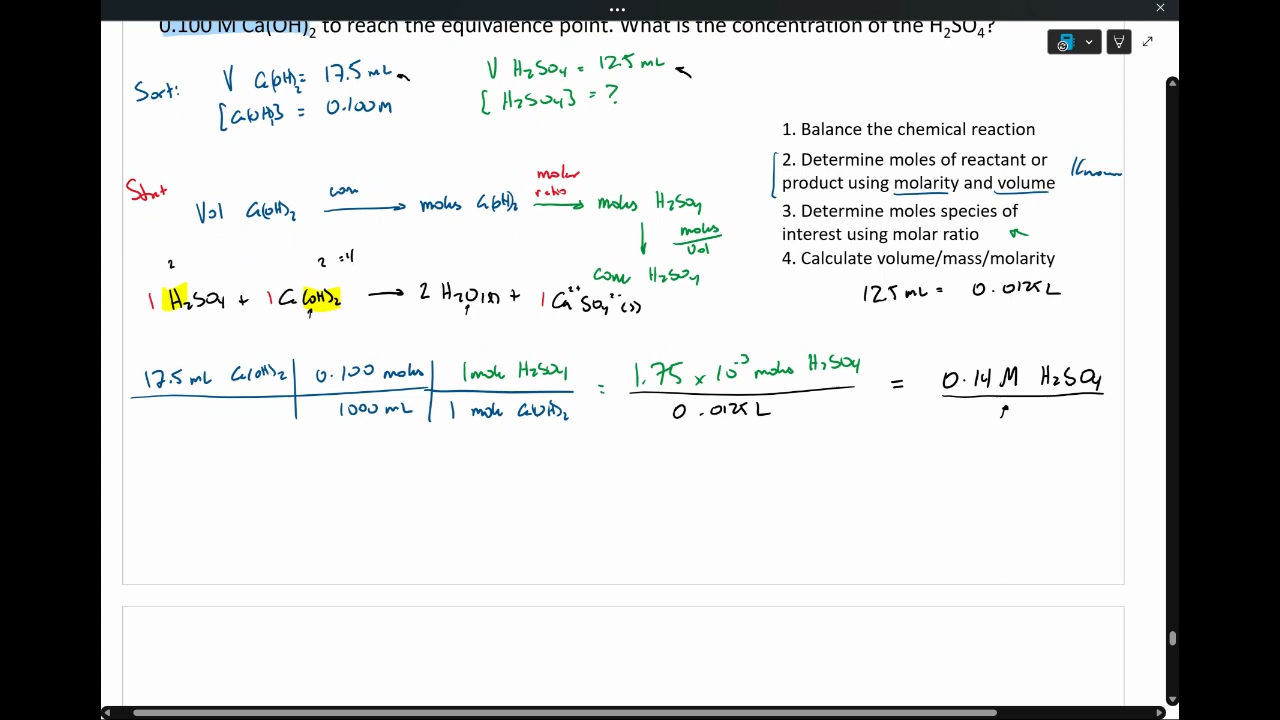 0.100 M Ca(OH)₂ to reach the equivalence point. What is the concentration of the H₂SO₄?
Sort:
V Ca(OH)₂ = 17.5 mL
[Ca(OH)₂] = 0.100 M
V H₂SO₄ = 12.5 mL
[H₂SO₄] = ?
1. Balance the chemical reaction
2. Determine moles of reactant or
product using molarity and volume
Known
3. Determine moles species of
interest using molar ratio
4. Calculate volume/mass/molarity
12.5 mL = 0.0125 L
Strat
Vol Ca(OH)₂ conc → moles Ca(OH)₂ molar ratio → moles H₂SO₄
↓ moles/Vol
conc H₂SO₄
2 2 =4
1 H₂SO₄ + 1 Ca(OH)₂ → 2 H₂O(l) + 1 Ca²⁺SO₄²⁻(s)
17.5 mL Ca(OH)₂ | 0.100 moles | 1 mole H₂SO₄ = 1.75 x 10⁻³ moles H₂SO₄ = 0.14 M H₂SO₄
1000 mL | 1 mole Ca(OH)₂ 0.0125 L